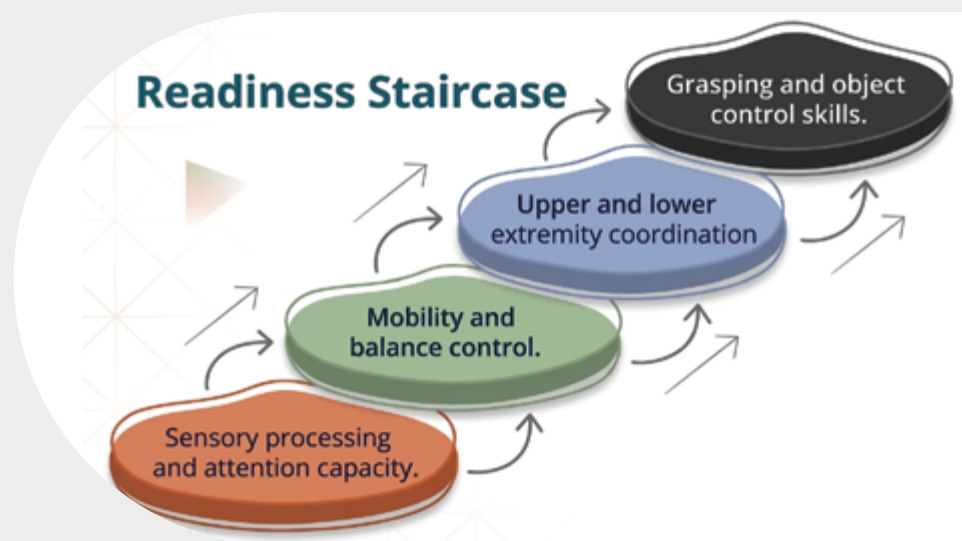 Readiness Staircase
Grasping and object
control skills.
Upper and lower
extremity coordination
Mobility and
balance control.
Sensory processing
and attention capacity.